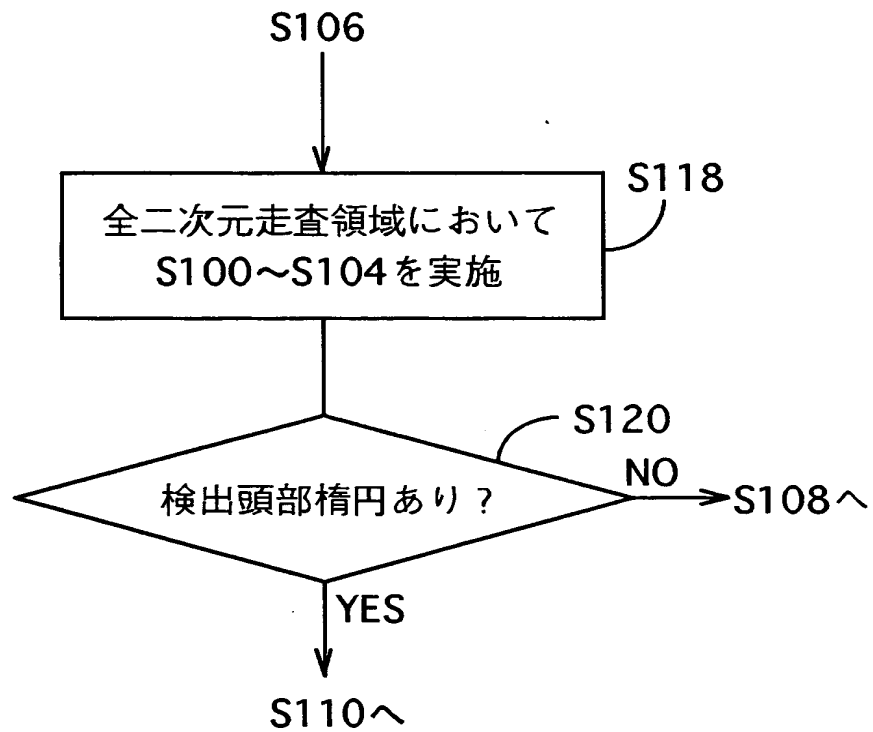 S106
S118
全二次元走査領域において
S100〜S104を実施
S120
検出頭部楕円あり？
NO
S108へ
YES
S110へ